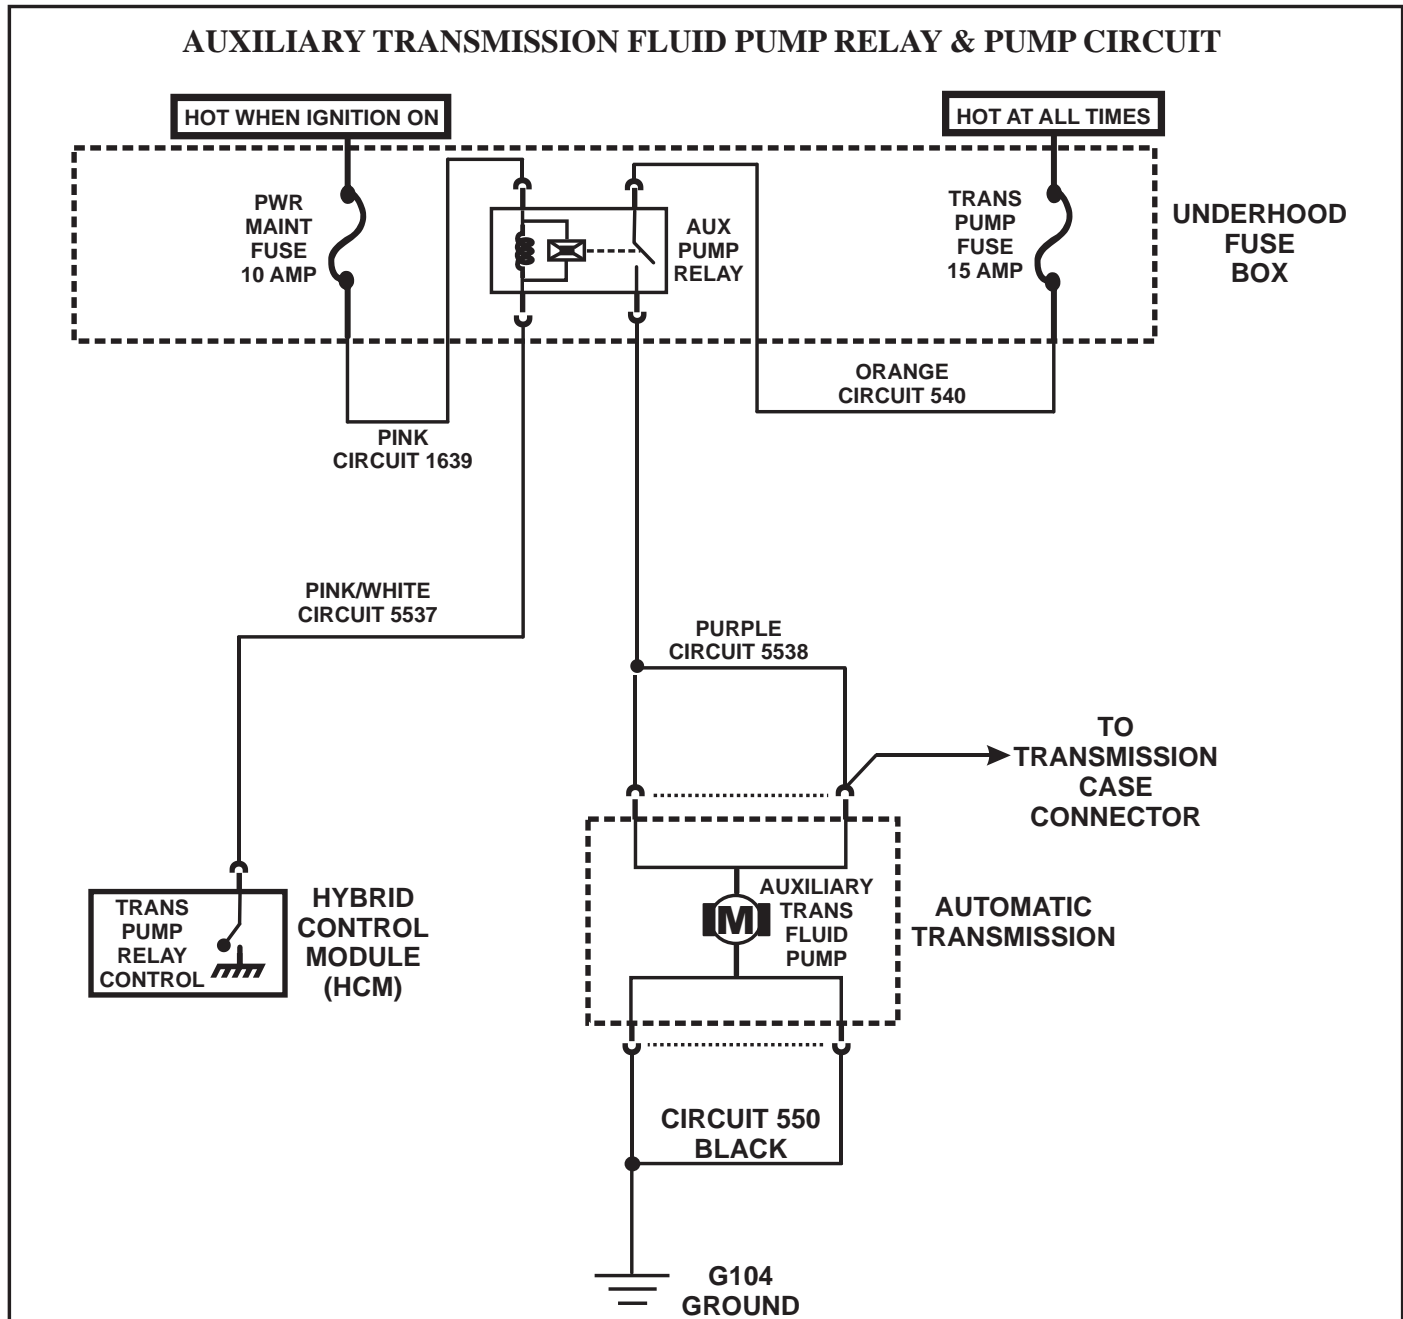 AUXILIARY TRANSMISSION FLUID PUMP RELAY & PUMP CIRCUIT
HOT WHEN IGNITION ON
HOT AT ALL TIMES
PWR
MAINT
FUSE
10 AMP
AUX
PUMP
RELAY
TRANS
PUMP
FUSE
15 AMP
UNDERHOOD
FUSE
BOX
ORANGE
CIRCUIT 540
PINK
CIRCUIT 1639
PINK/WHITE
CIRCUIT 5537
PURPLE
CIRCUIT 5538
TO
TRANSMISSION
CASE
CONNECTOR
TRANS
PUMP
RELAY
CONTROL
HYBRID
CONTROL
MODULE
(HCM)
M
AUXILIARY
TRANS
FLUID
PUMP
AUTOMATIC
TRANSMISSION
CIRCUIT 550
BLACK
G104
GROUND